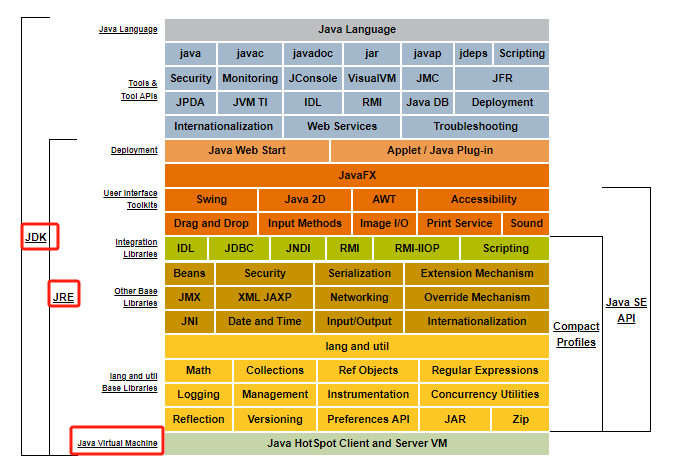 Java Language
Java Language
java javac javadoc jar javap jdeps Scripting
Security Monitoring JConsole VisualVM JMC JFR
Tools &
Tool APIs
JPDA JVM TI IDL RMI Java DB Deployment
Internationalization Web Services Troubleshooting
Deployment
Java Web Start Applet / Java Plug-in
JavaFX
User Interface
Toolkits
Swing Java 2D AWT Accessibility
Drag and Drop Input Methods Image I/O Print Service Sound
JDK
Integration
Libraries
IDL JDBC JNDI RMI RMI-IIOP Scripting
Beans Security Serialization Extension Mechanism
JRE
Other Base
Libraries
JMX XML JAXP Networking Override Mechanism
Java SE
API
JNI Date and Time Input/Output Internationalization
Compact
Profiles
lang and util
Math Collections Ref Objects Regular Expressions
lang and util
Base Libraries
Logging Management Instrumentation Concurrency Utilities
Reflection Versioning Preferences API JAR Zip
Java Virtual Machine
Java HotSpot Client and Server VM